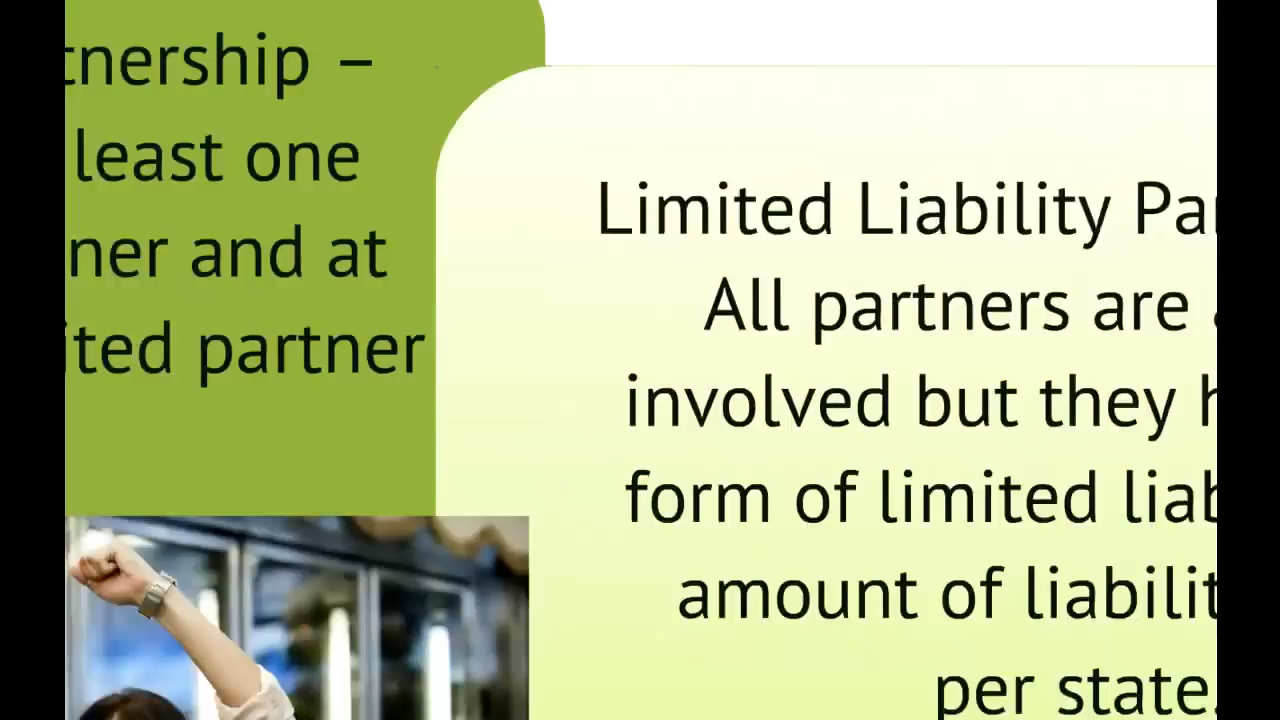 tnership –
least one
ner and at
ited partner
Limited Liability Par
All partners are
involved but they h
form of limited liab
amount of liabilit
per state.